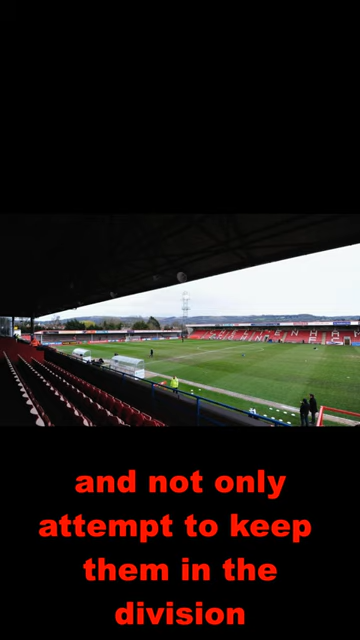 and not only
attempt to keep
them in the
division